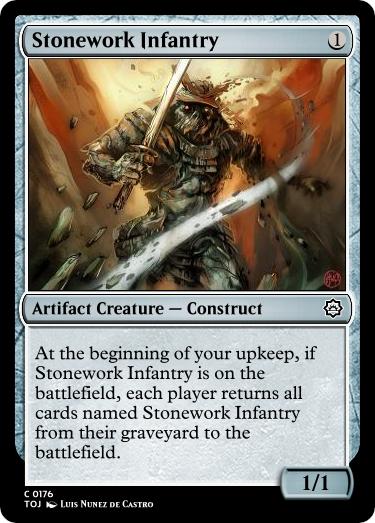 Stonework Infantry 1
Artifact Creature — Construct
At the beginning of your upkeep, if
Stonework Infantry is on the
battlefield, each player returns all
cards named Stonework Infantry
from their graveyard to the
battlefield.
1/1
C 0176
TOJ Luis Nunez de Castro